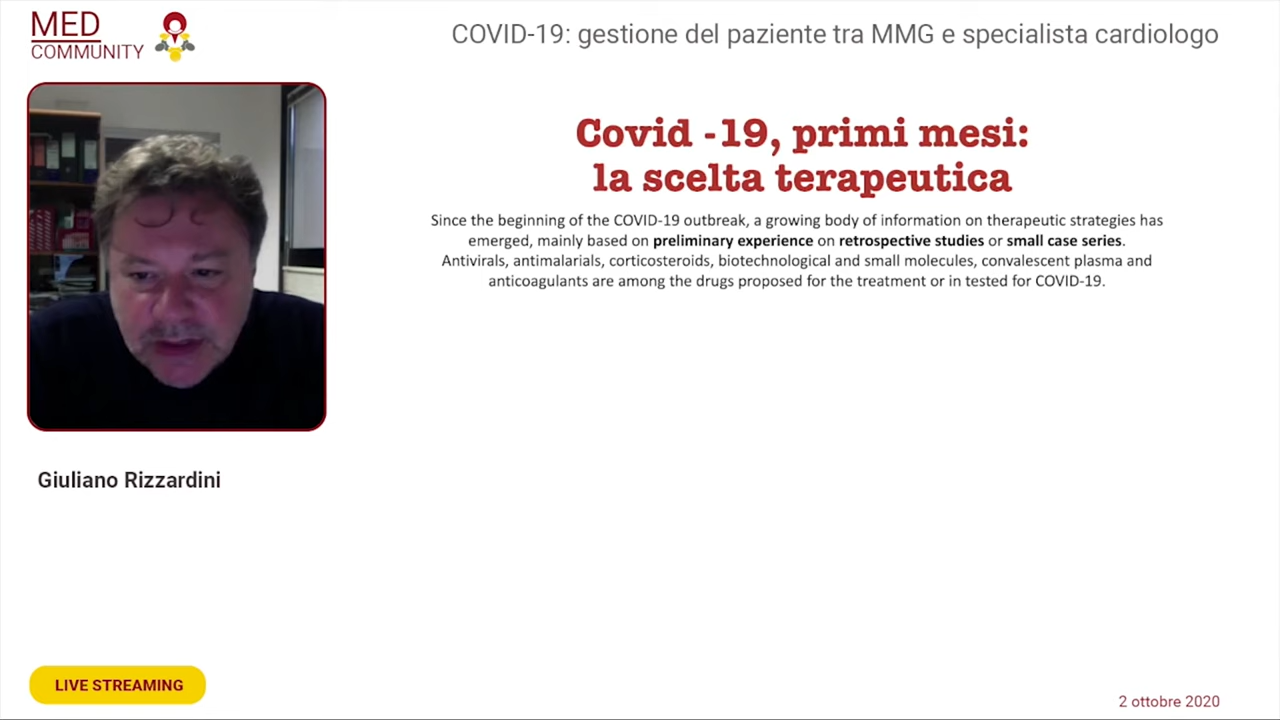 MED
COMMUNITY
COVID-19: gestione del paziente tra MMG e specialista cardiologo
Covid -19, primi mesi:
la scelta terapeutica
Since the beginning of the COVID-19 outbreak, a growing body of information on therapeutic strategies has
emerged, mainly based on preliminary experience on retrospective studies or small case series.
Antivirals, antimalarials, corticosteroids, biotechnological and small molecules, convalescent plasma and
anticoagulants are among the drugs proposed for the treatment or in tested for COVID-19.
Giuliano Rizzardini
LIVE STREAMING
2 ottobre 2020